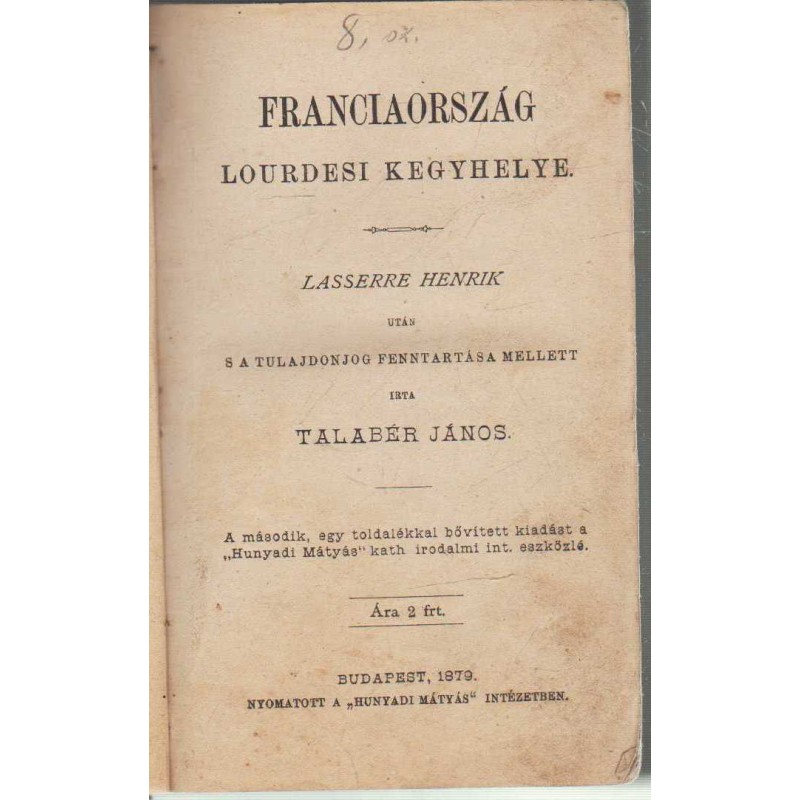 8, sz.
FRANCIAORSZÁG
LOURDESI KEGYHELYE.
LASSERRE HENRIK
UTÁN
S A TULAJDONJOG FENNTARTÁSA MELLETT
IRTA
TALABÉR JÁNOS.
A második, egy toldalékkal bővitett kiadást a
„Hunyadi Mátyás“ kath irodalmi int. eszközlé.
Ára 2 frt.
BUDAPEST, 1879.
NYOMATOTT A „HUNYADI MÁTYÁS“ INTÉZETBEN.